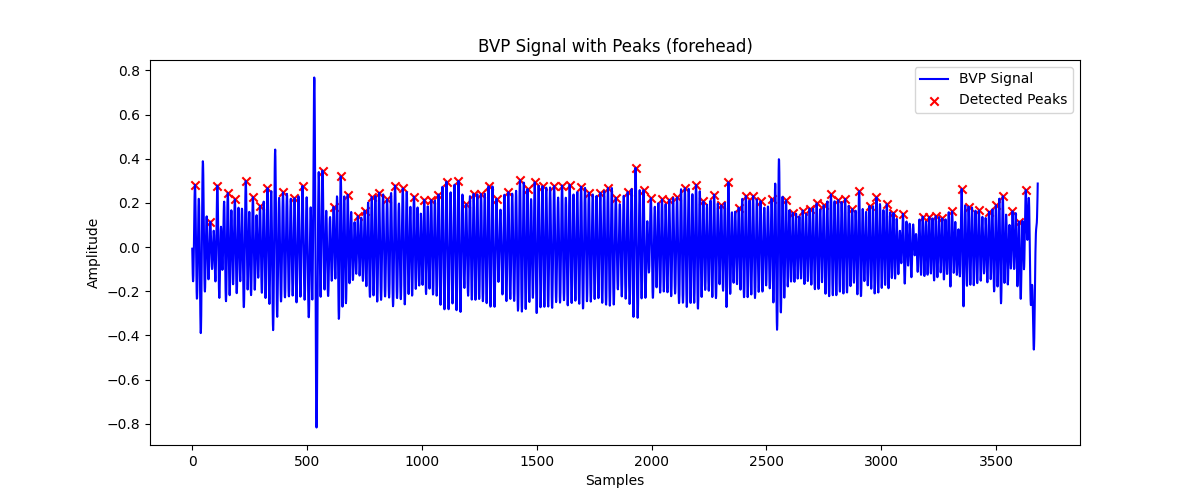 BVP Signal with Peaks (forehead)
BVP Signal
Detected Peaks
Amplitude
0.8
0.6
0.4
0.2
0.0
−0.2
−0.4
−0.6
−0.8
0 500 1000 1500 2000 2500 3000 3500
Samples